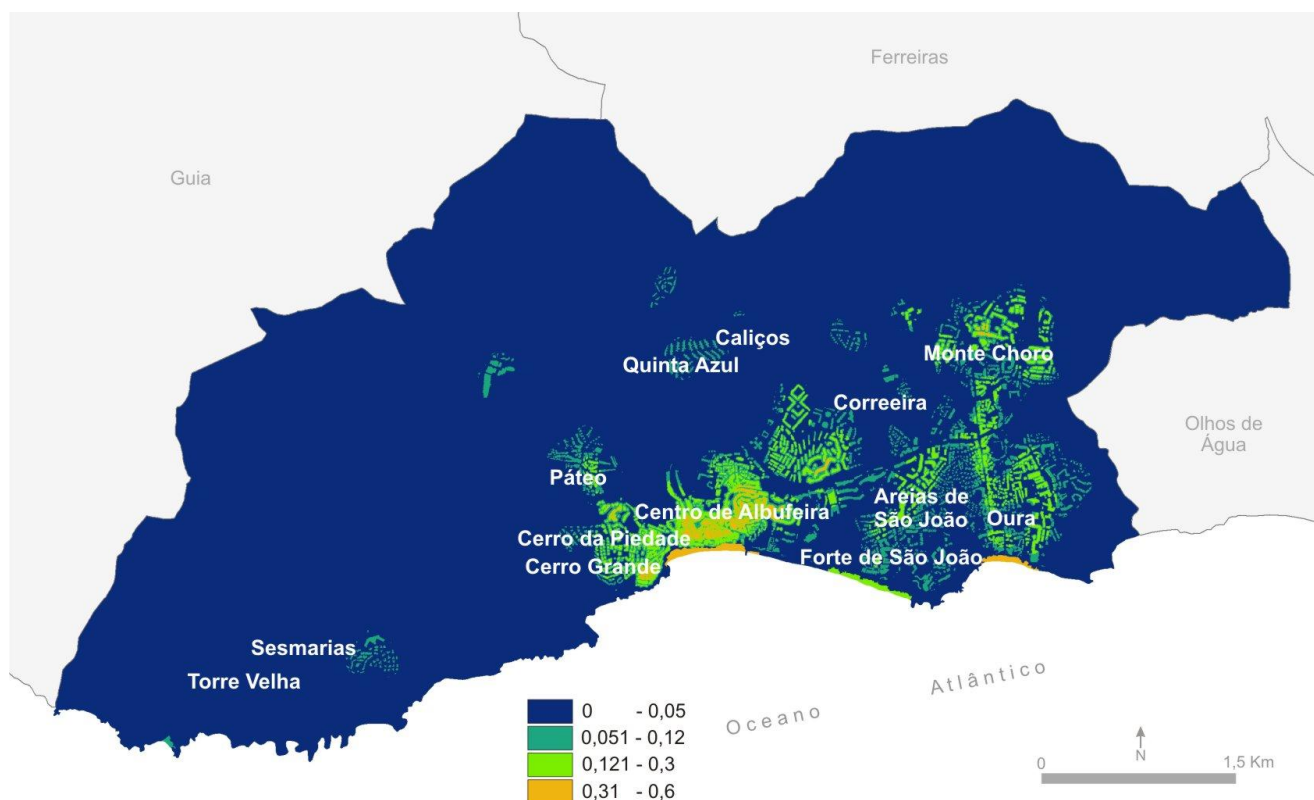 Ferreiras
Guia
Caliços
Quinta Azul
Monte Choro
Correeira
Olhos de
Água
Páteo
Centro de Albufeira
Areias de
São João
Oura
Cerro da Piedade
Forte de São João
Cerro Grande
Sesmarias
Torre Velha
Oceano Atlântico
0 - 0,05
0,051 - 0,12
0,121 - 0,3
0,31 - 0,6
N
0 1,5 Km